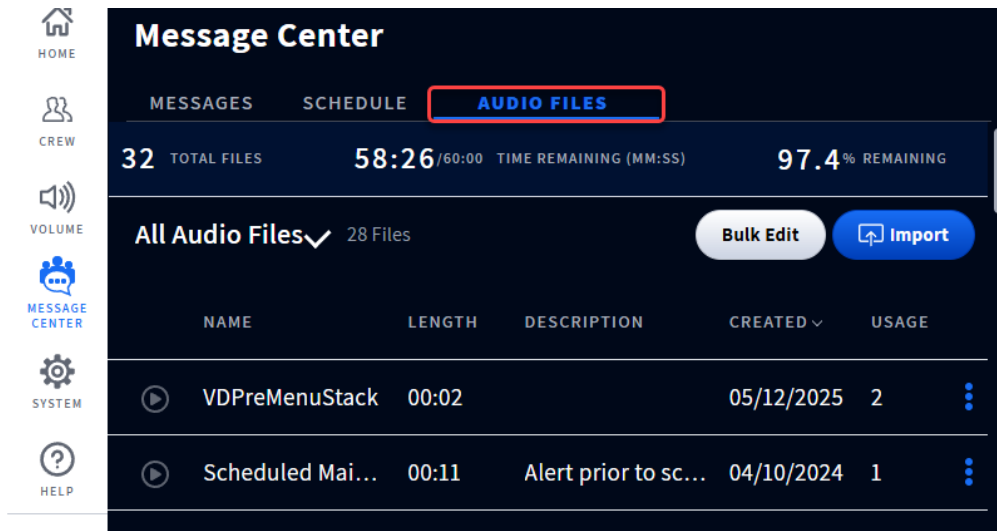 HOME
CREW
VOLUME
MESSAGE
CENTER
SYSTEM
HELP
Message Center
MESSAGES SCHEDULE AUDIO FILES
32 TOTAL FILES 58:26/60:00 TIME REMAINING (MM:SS) 97.4% REMAINING
All Audio Files 28 Files Bulk Edit Import
NAME LENGTH DESCRIPTION CREATED USAGE
VDPreMenuStack 00:02 05/12/2025 2
Scheduled Mai... 00:11 Alert prior to sc... 04/10/2024 1